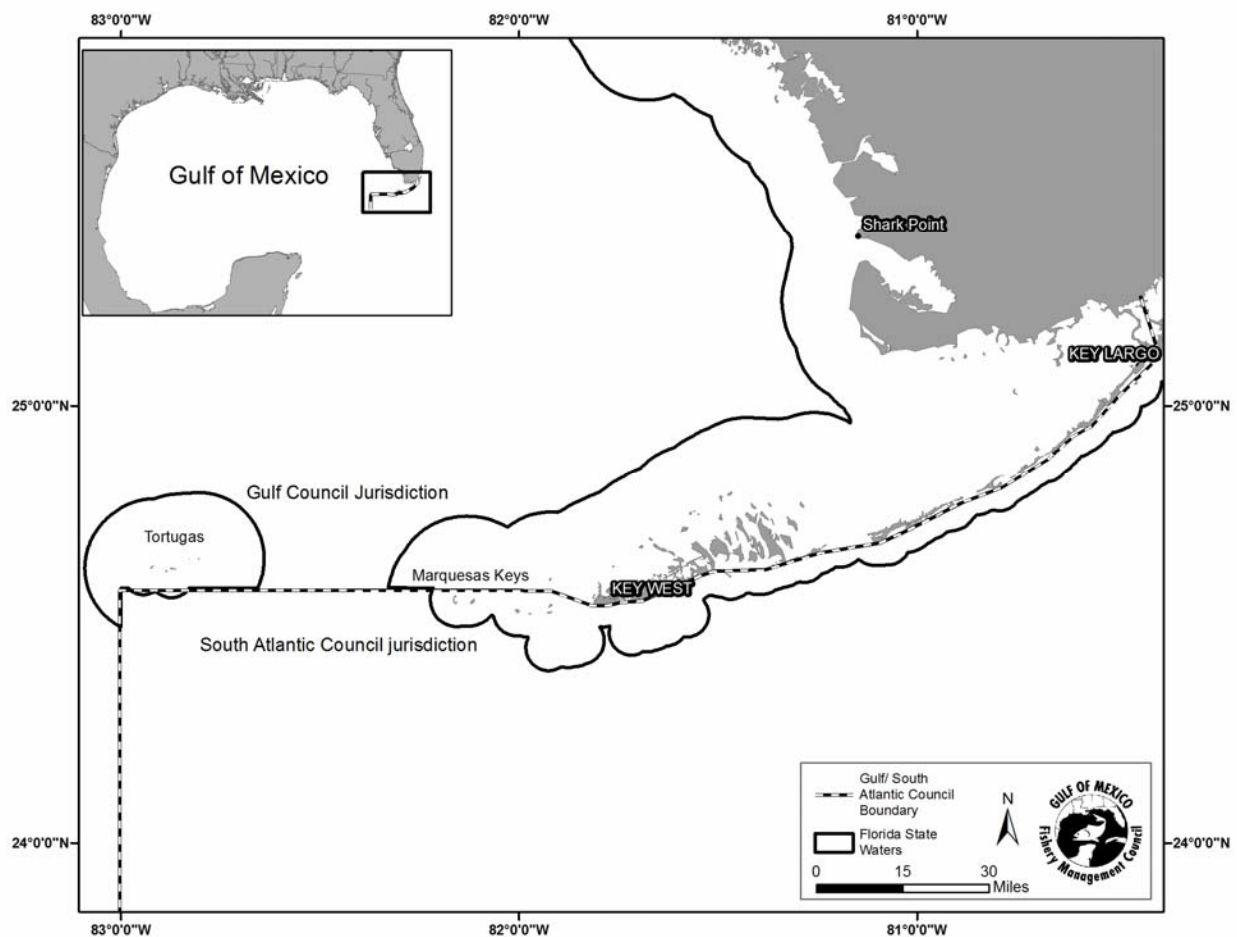 83°0'0"W
82°0'0"W
81°0'0"W
Gulf of Mexico
Shark Point
KEY LARGO
25°0'0"N
25°0'0"N
Gulf Council Jurisdiction
Tortugas
Marquesas Keys
KEY WEST
South Atlantic Council jurisdiction
Gulf/ South
Atlantic Council
Boundary
N
Florida State
Waters
0
15
30
Miles
GULF OF MEXICO
Fishery Management Council
24°0'0"N
24°0'0"N
83°0'0"W
82°0'0"W
81°0'0"W